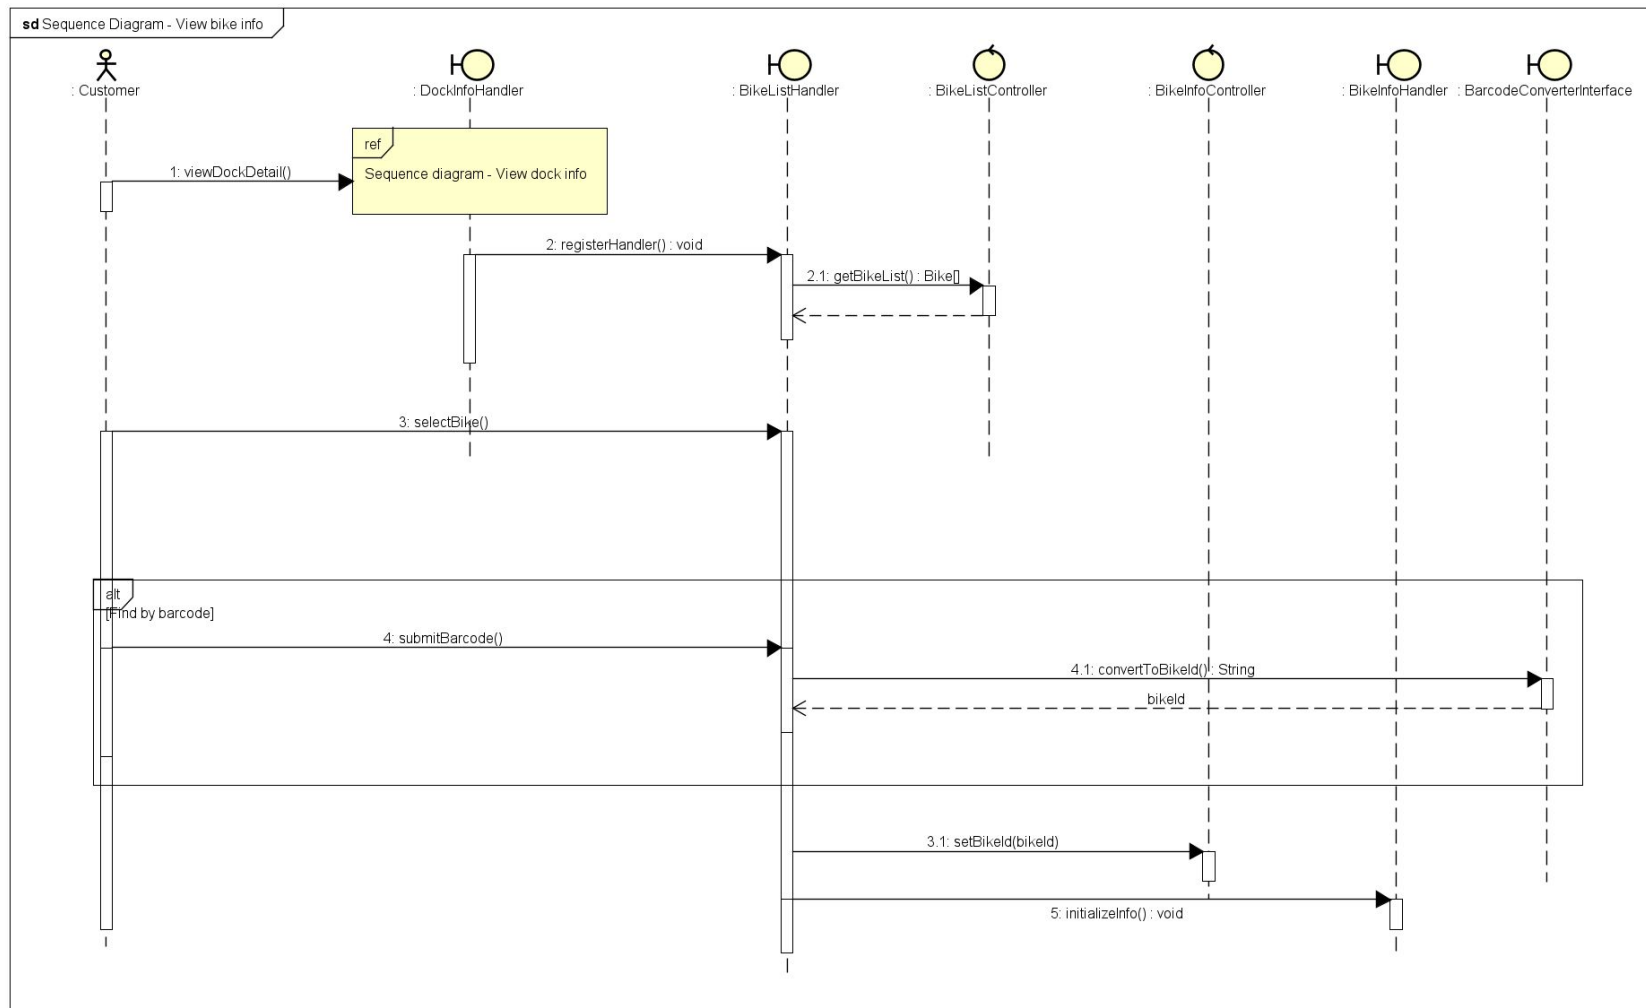 sd Sequence Diagram - View bike info
: Customer
: DockInfoHandler
: BikeListHandler
: BikeListController
: BikeInfoController
: BikeInfoHandler
: BarcodeConverterInterface
ref
Sequence diagram - View dock info
1: viewDockDetail()
2: registerHandler() : void
2.1: getBikeList() : Bike[]
3: selectBike()
alt
[Find by barcode]
4: submitBarcode()
4.1: convertToBikeId() : String
bikeId
3.1: setBikeId(bikeId)
5: initializeInfo() : void